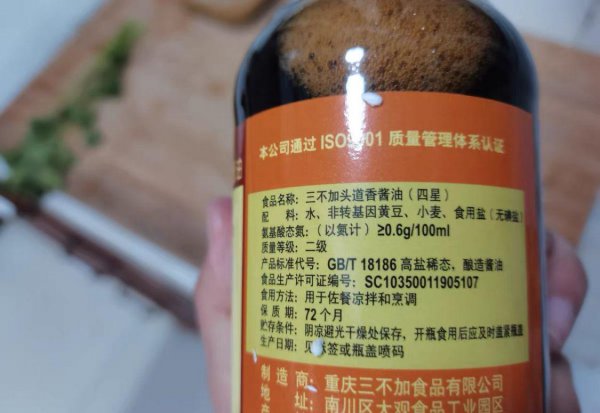 本公司通过 ISO9001 质量管理体系认证
食品名称: 三不加头道香酱油（四星）
配 料: 水、非转基因黄豆、小麦、食用盐（无碘盐）
氨基酸态氮:（以氮计）≥0.6g/100ml
质量等级: 二级
产品标准代号: GB/T 18186 高盐稀态，酿造酱油
食品生产许可证编号: SC10350011905107
食用方法: 用于佐餐凉拌和烹调
保 质 期: 72个月
贮存条件: 阴凉避光干燥处保存，开瓶食用后应及时盖紧瓶盖
生产日期: 见标签或瓶盖喷码
制 造 商: 重庆三不加食品有限公司
地 南川区大观食品工业园区
油